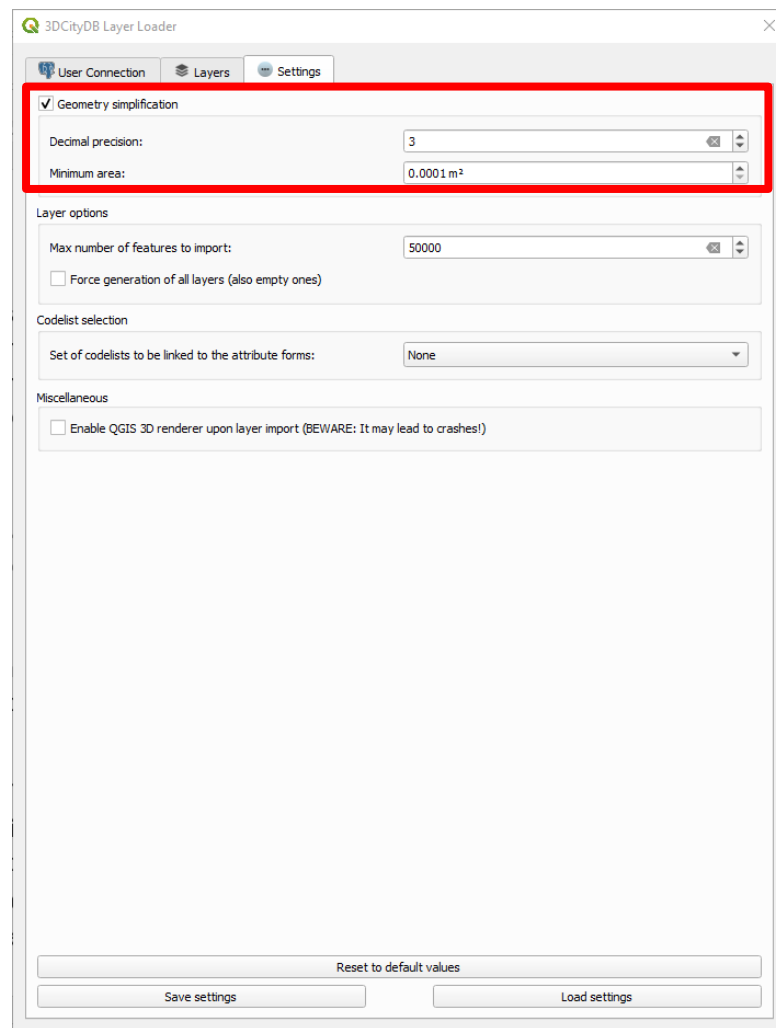 3DCityDB Layer Loader
User Connection Layers Settings
Geometry simplification
Decimal precision: 3
Minimum area: 0.0001 m²
Layer options
Max number of features to import: 50000
Force generation of all layers (also empty ones)
Codelist selection
Set of codelists to be linked to the attribute forms: None
Miscellaneous
Enable QGIS 3D renderer upon layer import (BEWARE: It may lead to crashes!)
Reset to default values
Save settings Load settings